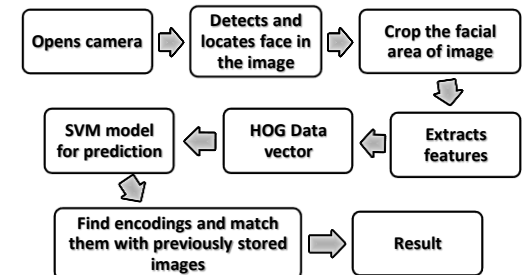 Opens camera
Detects and
locates face in
the image
Crop the facial
area of image
Extracts
features
HOG Data
vector
SVM model
for prediction
Find encodings and match
them with previously stored
images
Result